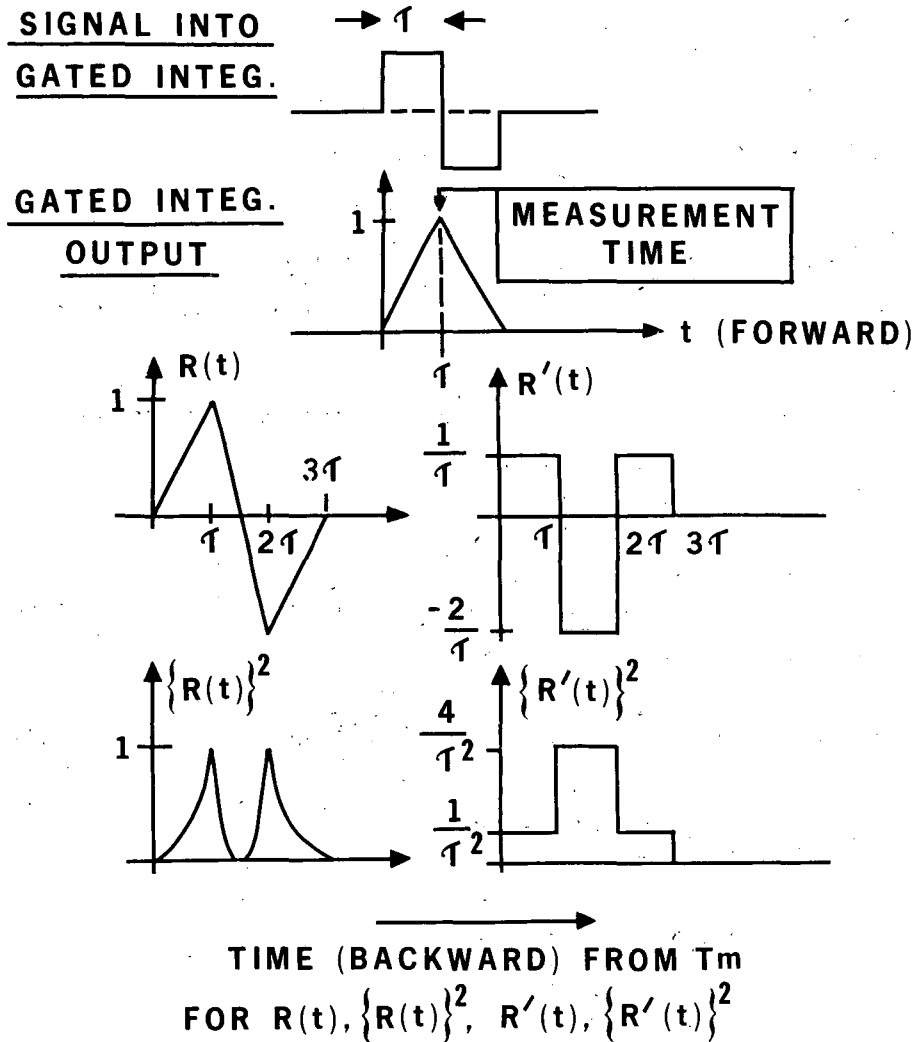 SIGNAL INTO
GATED INTEG.
τ
GATED INTEG.
OUTPUT
1
MEASUREMENT
TIME
t (FORWARD)
τ
R(t)
1
τ
2τ
3τ
R′(t)
1/τ
τ
2τ
3τ
-2/τ
{R(t)}²
1
{R′(t)}²
4/τ²
1/τ²
TIME (BACKWARD) FROM Tm
FOR R(t), {R(t)}², R′(t), {R′(t)}²